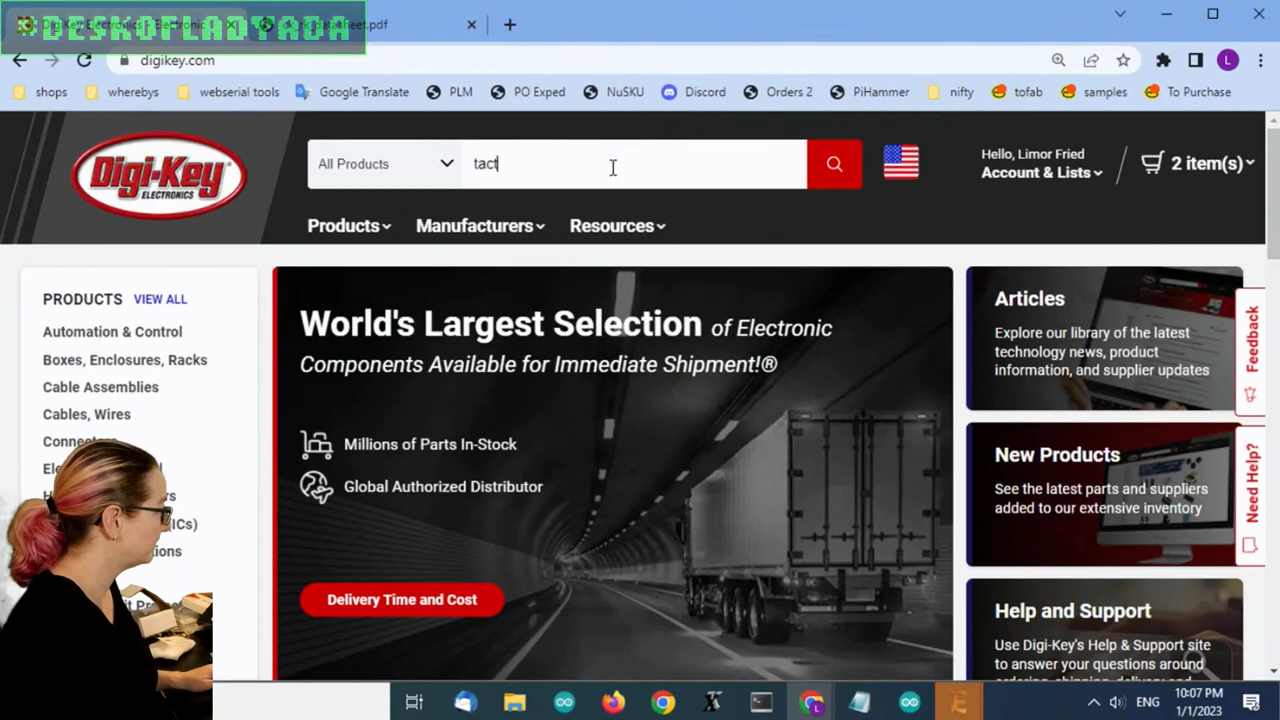 #DESKOFLADYADA
digikey.com
shops
whereby
webserial tools
Google Translate
PLM
PO Exped
NuSKU
Discord
Orders 2
PiHammer
nifty
tofab
samples
To Purchase
L
Digi-Key
ELECTRONICS
All Products
tact
Hello, Limor Fried
Account & Lists
2 item(s)
Products
Manufacturers
Resources
PRODUCTS VIEW ALL
Automation & Control
Boxes, Enclosures, Racks
Cable Assemblies
Cables, Wires
World's Largest Selection of Electronic
Components Available for Immediate Shipment!®
Millions of Parts In-Stock
Global Authorized Distributor
Delivery Time and Cost
Articles
Explore our library of the latest
technology news, product
information, and supplier updates
New Products
See the latest parts and suppliers
added to our extensive inventory
Help and Support
Use Digi-Key's Help & Support site
to answer your questions around
Feedback
Need Help?
ENG
10:07 PM
1/1/2023